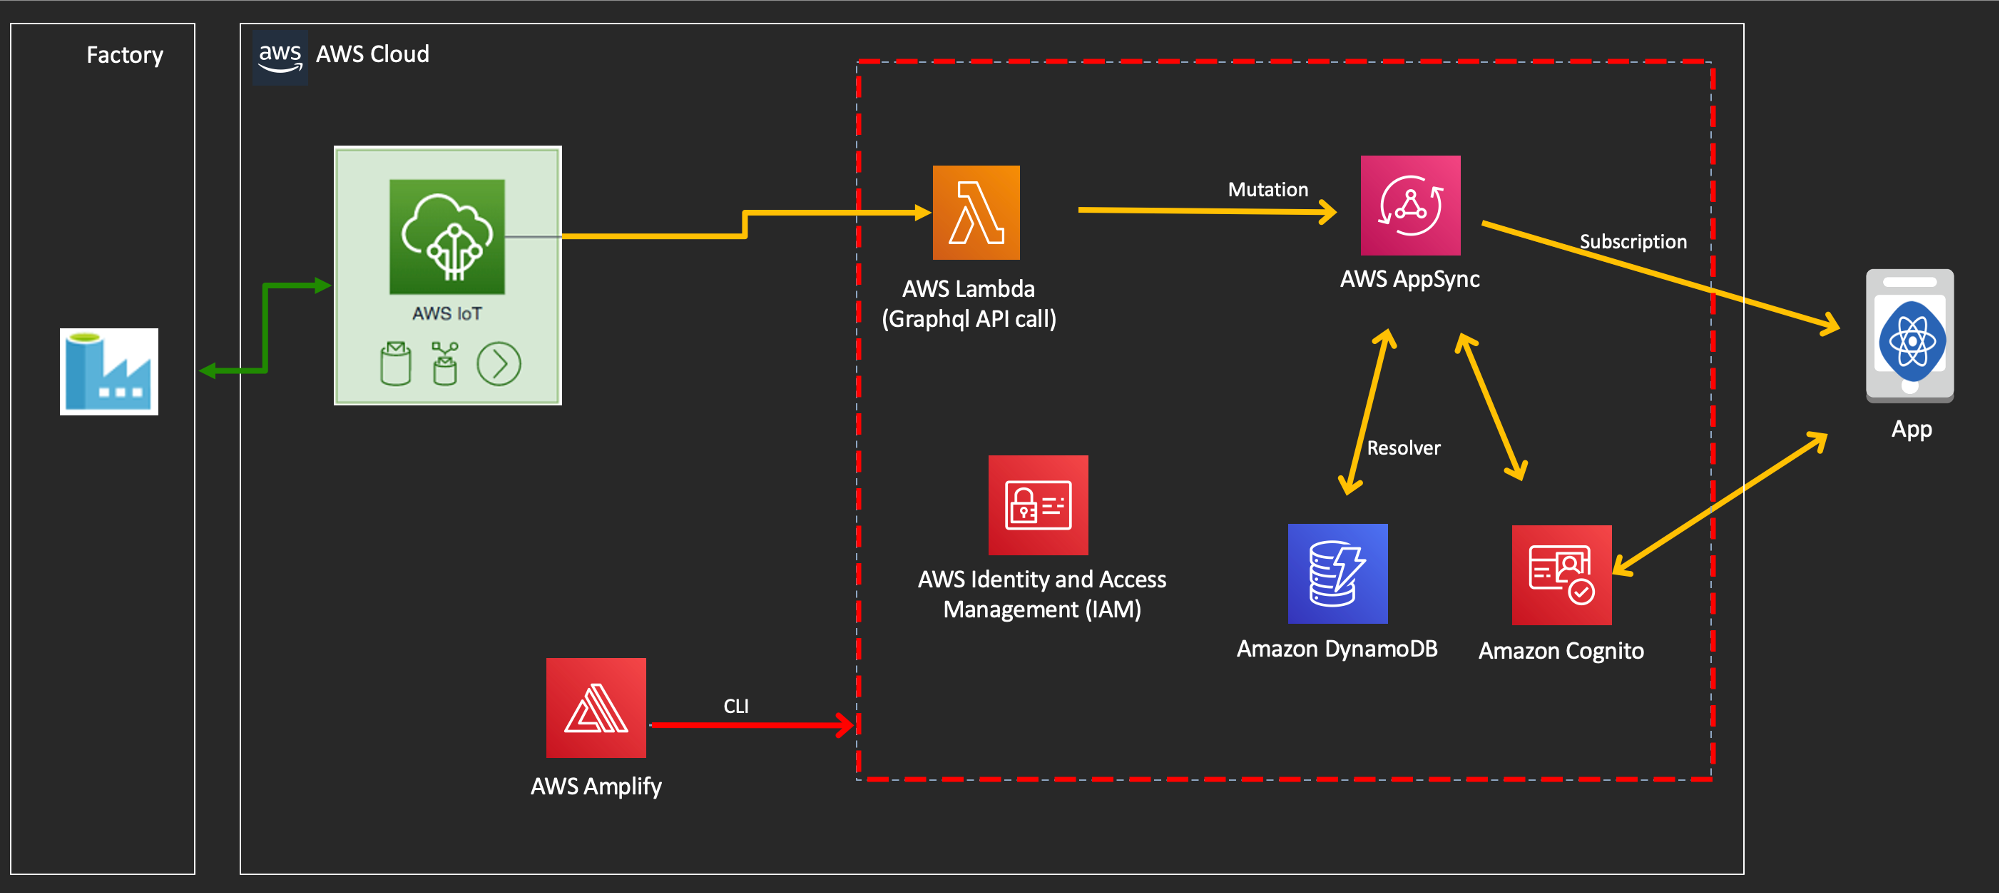 Factory
aws
AWS Cloud
AWS IoT
AWS Lambda
(Graphql API call)
Mutation
AWS AppSync
Subscription
App
Resolver
AWS Identity and Access
Management (IAM)
Amazon DynamoDB
Amazon Cognito
CLI
AWS Amplify